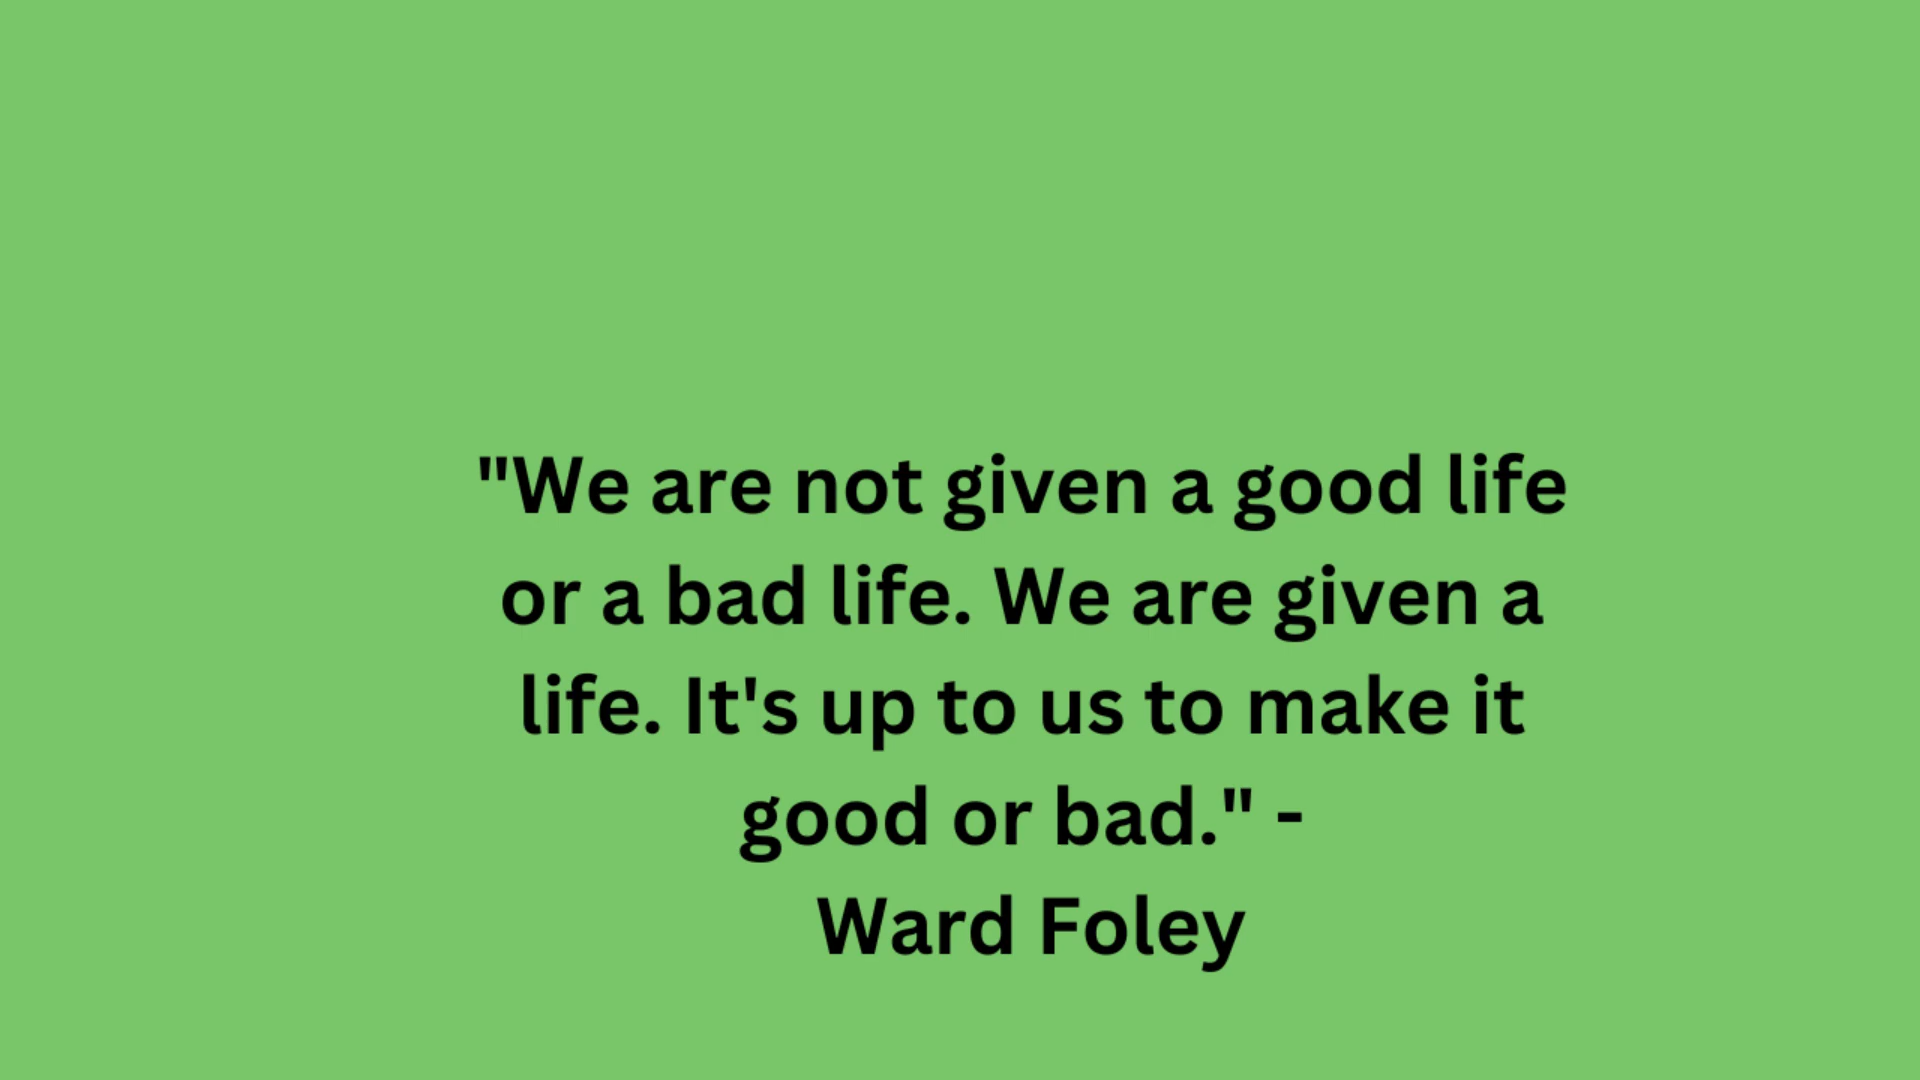 "We are not given a good life
or a bad life. We are given a
life. It's up to us to make it
good or bad." -
Ward Foley